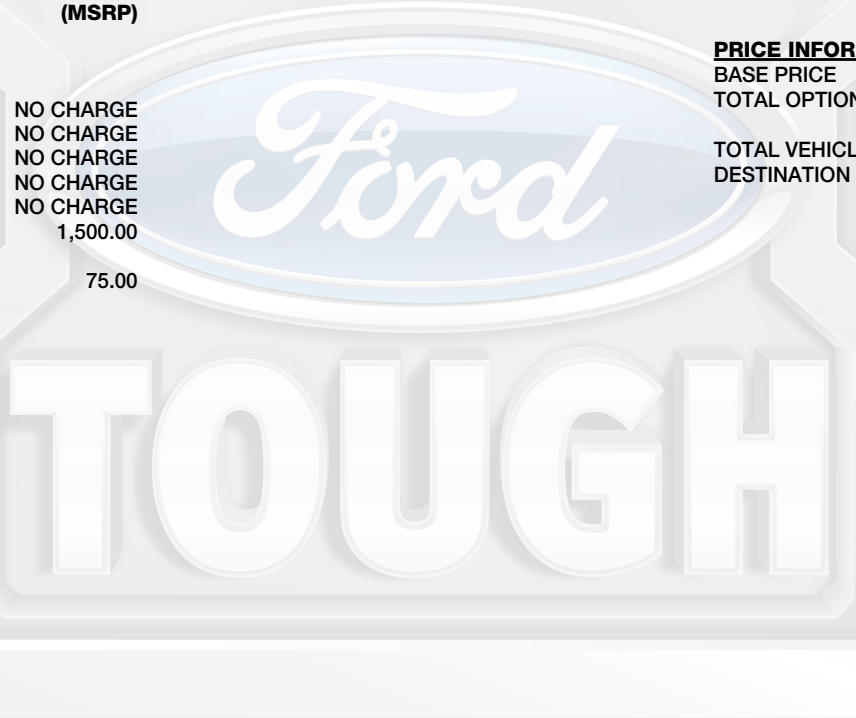 (MSRP)
NO CHARGE
NO CHARGE
NO CHARGE
NO CHARGE
NO CHARGE
1,500.00
75.00
PRICE INFOR
BASE PRICE
TOTAL OPTION
TOTAL VEHICL
DESTINATION
Ford
TOUGH